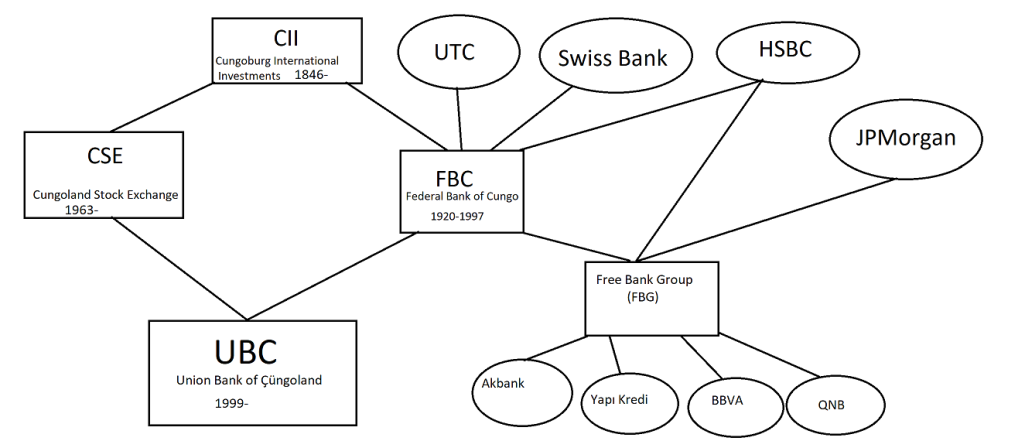 CII
Cungoburg International
Investments 1846-
UTC
Swiss Bank
HSBC
JPMorgan
CSE
Cungoland Stock Exchange
1963-
FBC
Federal Bank of Cungo
1920-1997
Free Bank Group
(FBG)
UBC
Union Bank of Çüngoland
1999-
Akbank
Yapı Kredi
BBVA
QNB